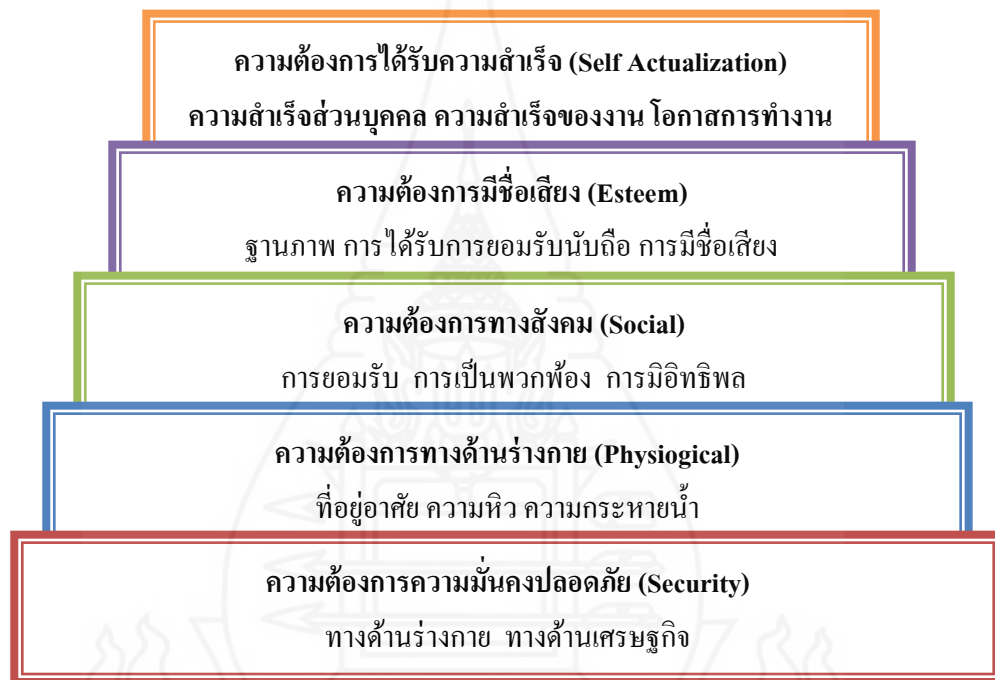 ความต้องการได้รับความสำเร็จ (Self Actualization)
ความสำเร็จส่วนบุคคล ความสำเร็จของงาน โอกาสการทำงาน
ความต้องการมีชื่อเสียง (Esteem)
ฐานภาพ การได้รับการยอมรับนับถือ การมีชื่อเสียง
ความต้องการทางสังคม (Social)
การยอมรับ การเป็นพวกพ้อง การมีอิทธิพล
ความต้องการทางด้านร่างกาย (Physiogical)
ที่อยู่อาศัย ความหิว ความกระหายน้ำ
ความต้องการความมั่นคงปลอดภัย (Security)
ทางด้านร่างกาย ทางด้านเศรษฐกิจ